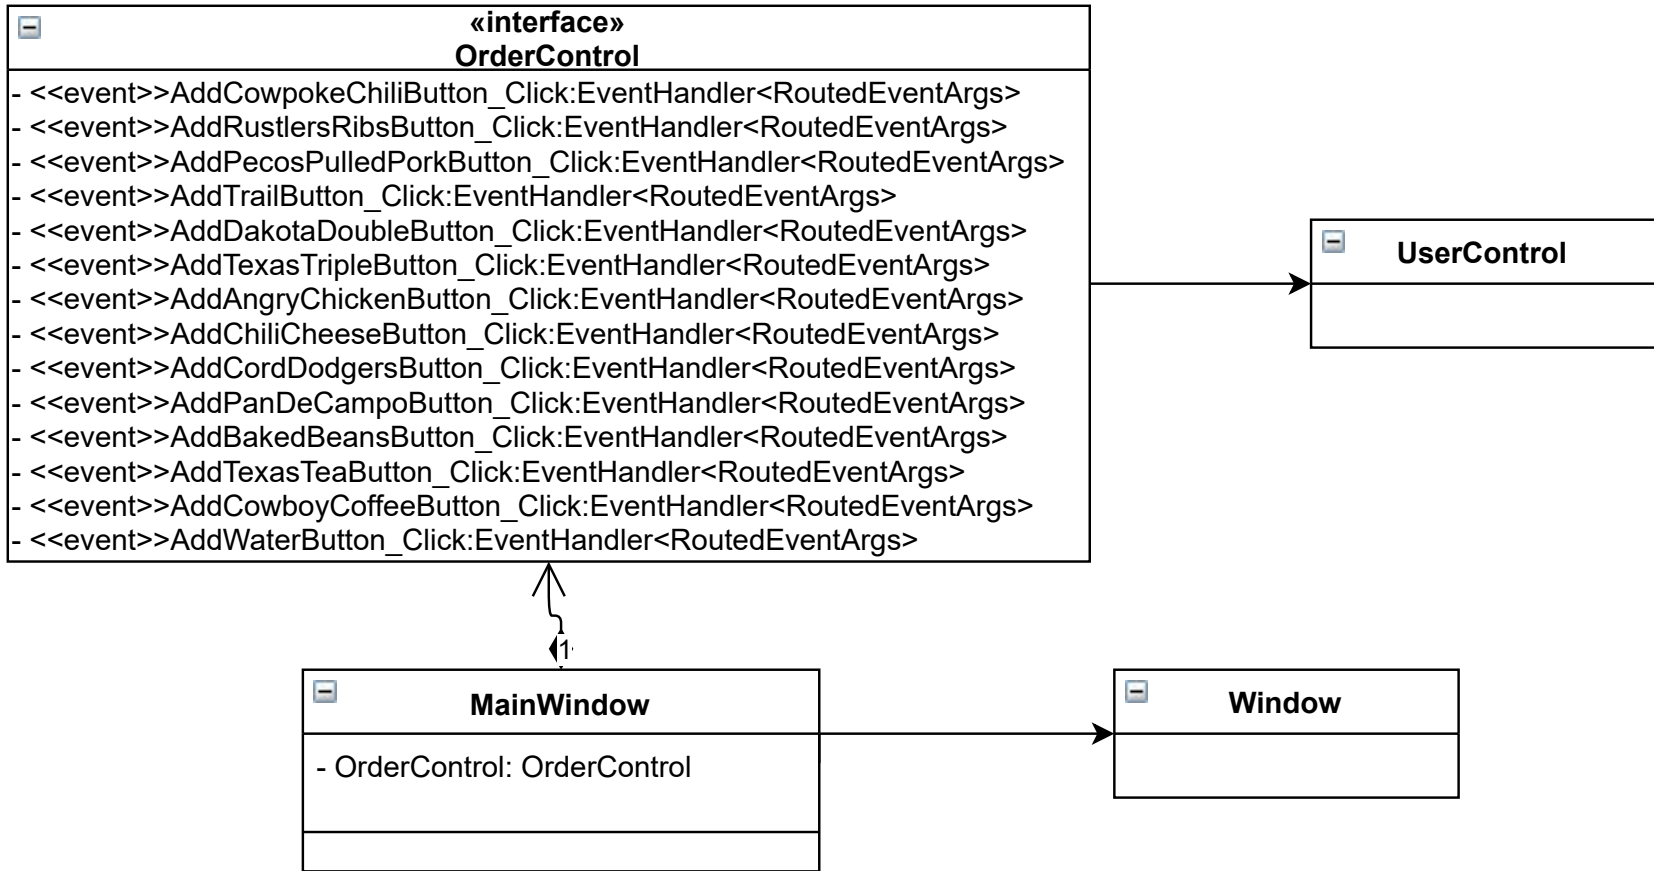 «interface»
OrderControl
- <<event>>AddCowpokeChiliButton_Click:EventHandler<RoutedEventArgs>
- <<event>>AddRustlersRibsButton_Click:EventHandler<RoutedEventArgs>
- <<event>>AddPecosPulledPorkButton_Click:EventHandler<RoutedEventArgs>
- <<event>>AddTrailButton_Click:EventHandler<RoutedEventArgs>
- <<event>>AddDakotaDoubleButton_Click:EventHandler<RoutedEventArgs>
- <<event>>AddTexasTripleButton_Click:EventHandler<RoutedEventArgs>
- <<event>>AddAngryChickenButton_Click:EventHandler<RoutedEventArgs>
- <<event>>AddChiliCheeseButton_Click:EventHandler<RoutedEventArgs>
- <<event>>AddCordDodgersButton_Click:EventHandler<RoutedEventArgs>
- <<event>>AddPanDeCampoButton_Click:EventHandler<RoutedEventArgs>
- <<event>>AddBakedBeansButton_Click:EventHandler<RoutedEventArgs>
- <<event>>AddTexasTeaButton_Click:EventHandler<RoutedEventArgs>
- <<event>>AddCowboyCoffeeButton_Click:EventHandler<RoutedEventArgs>
- <<event>>AddWaterButton_Click:EventHandler<RoutedEventArgs>
UserControl
1
MainWindow
- OrderControl: OrderControl
Window